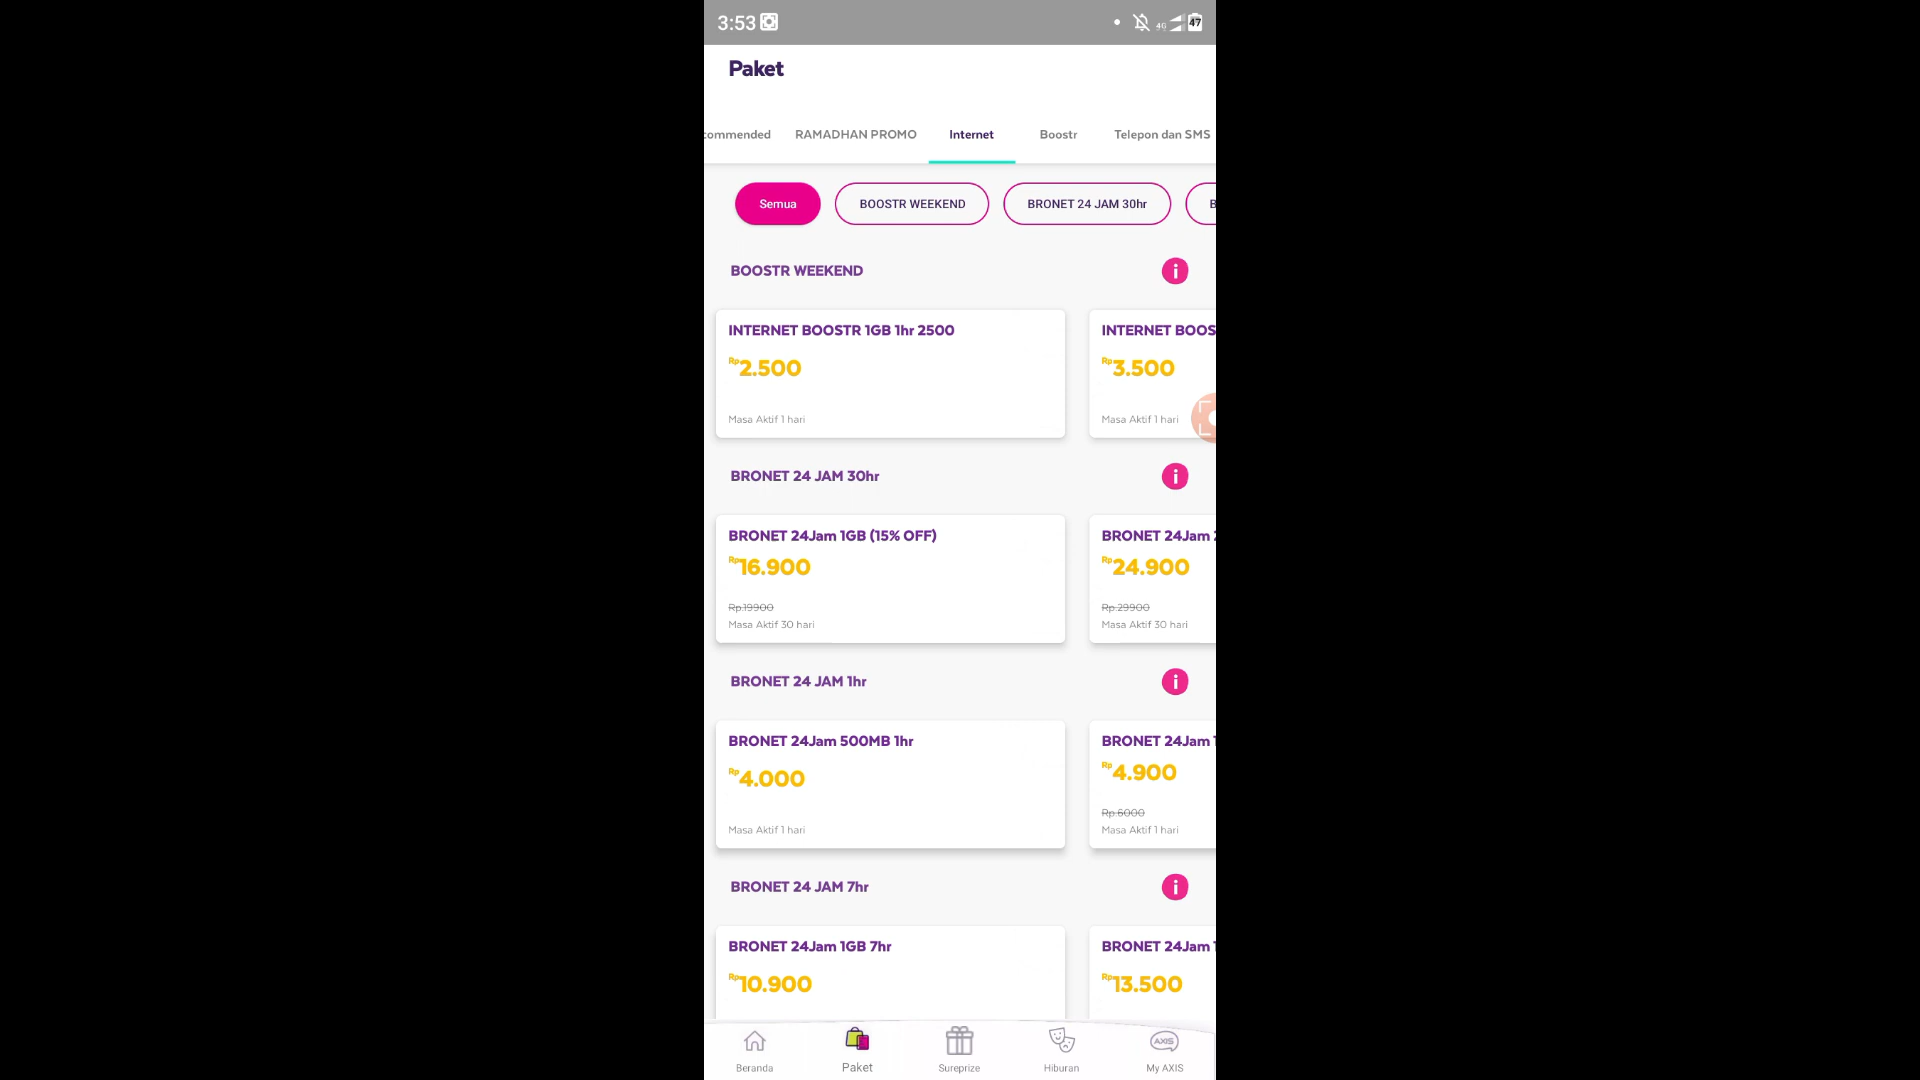 3:53
4G
47
Paket
commended RAMADHAN PROMO Internet Boostr Telepon dan SMS
Semua BOOSTR WEEKEND BRONET 24 JAM 30hr B
BOOSTR WEEKEND
INTERNET BOOSTR 1GB 1hr 2500
Rp2.500
Masa Aktif 1 hari
INTERNET BOOS
Rp3.500
Masa Aktif 1 hari
BRONET 24 JAM 30hr
BRONET 24Jam 1GB (15% OFF)
Rp16.900
Rp.19900
Masa Aktif 30 hari
BRONET 24Jam
Rp24.900
Rp.29900
Masa Aktif 30 hari
BRONET 24 JAM 1hr
BRONET 24Jam 500MB 1hr
Rp4.000
Masa Aktif 1 hari
BRONET 24Jam 1
Rp4.900
Rp.6000
Masa Aktif 1 hari
BRONET 24 JAM 7hr
BRONET 24Jam 1GB 7hr
Rp10.900
BRONET 24Jam 1
Rp13.500
Beranda Paket Sureprize Hiburan My AXIS
AXIS